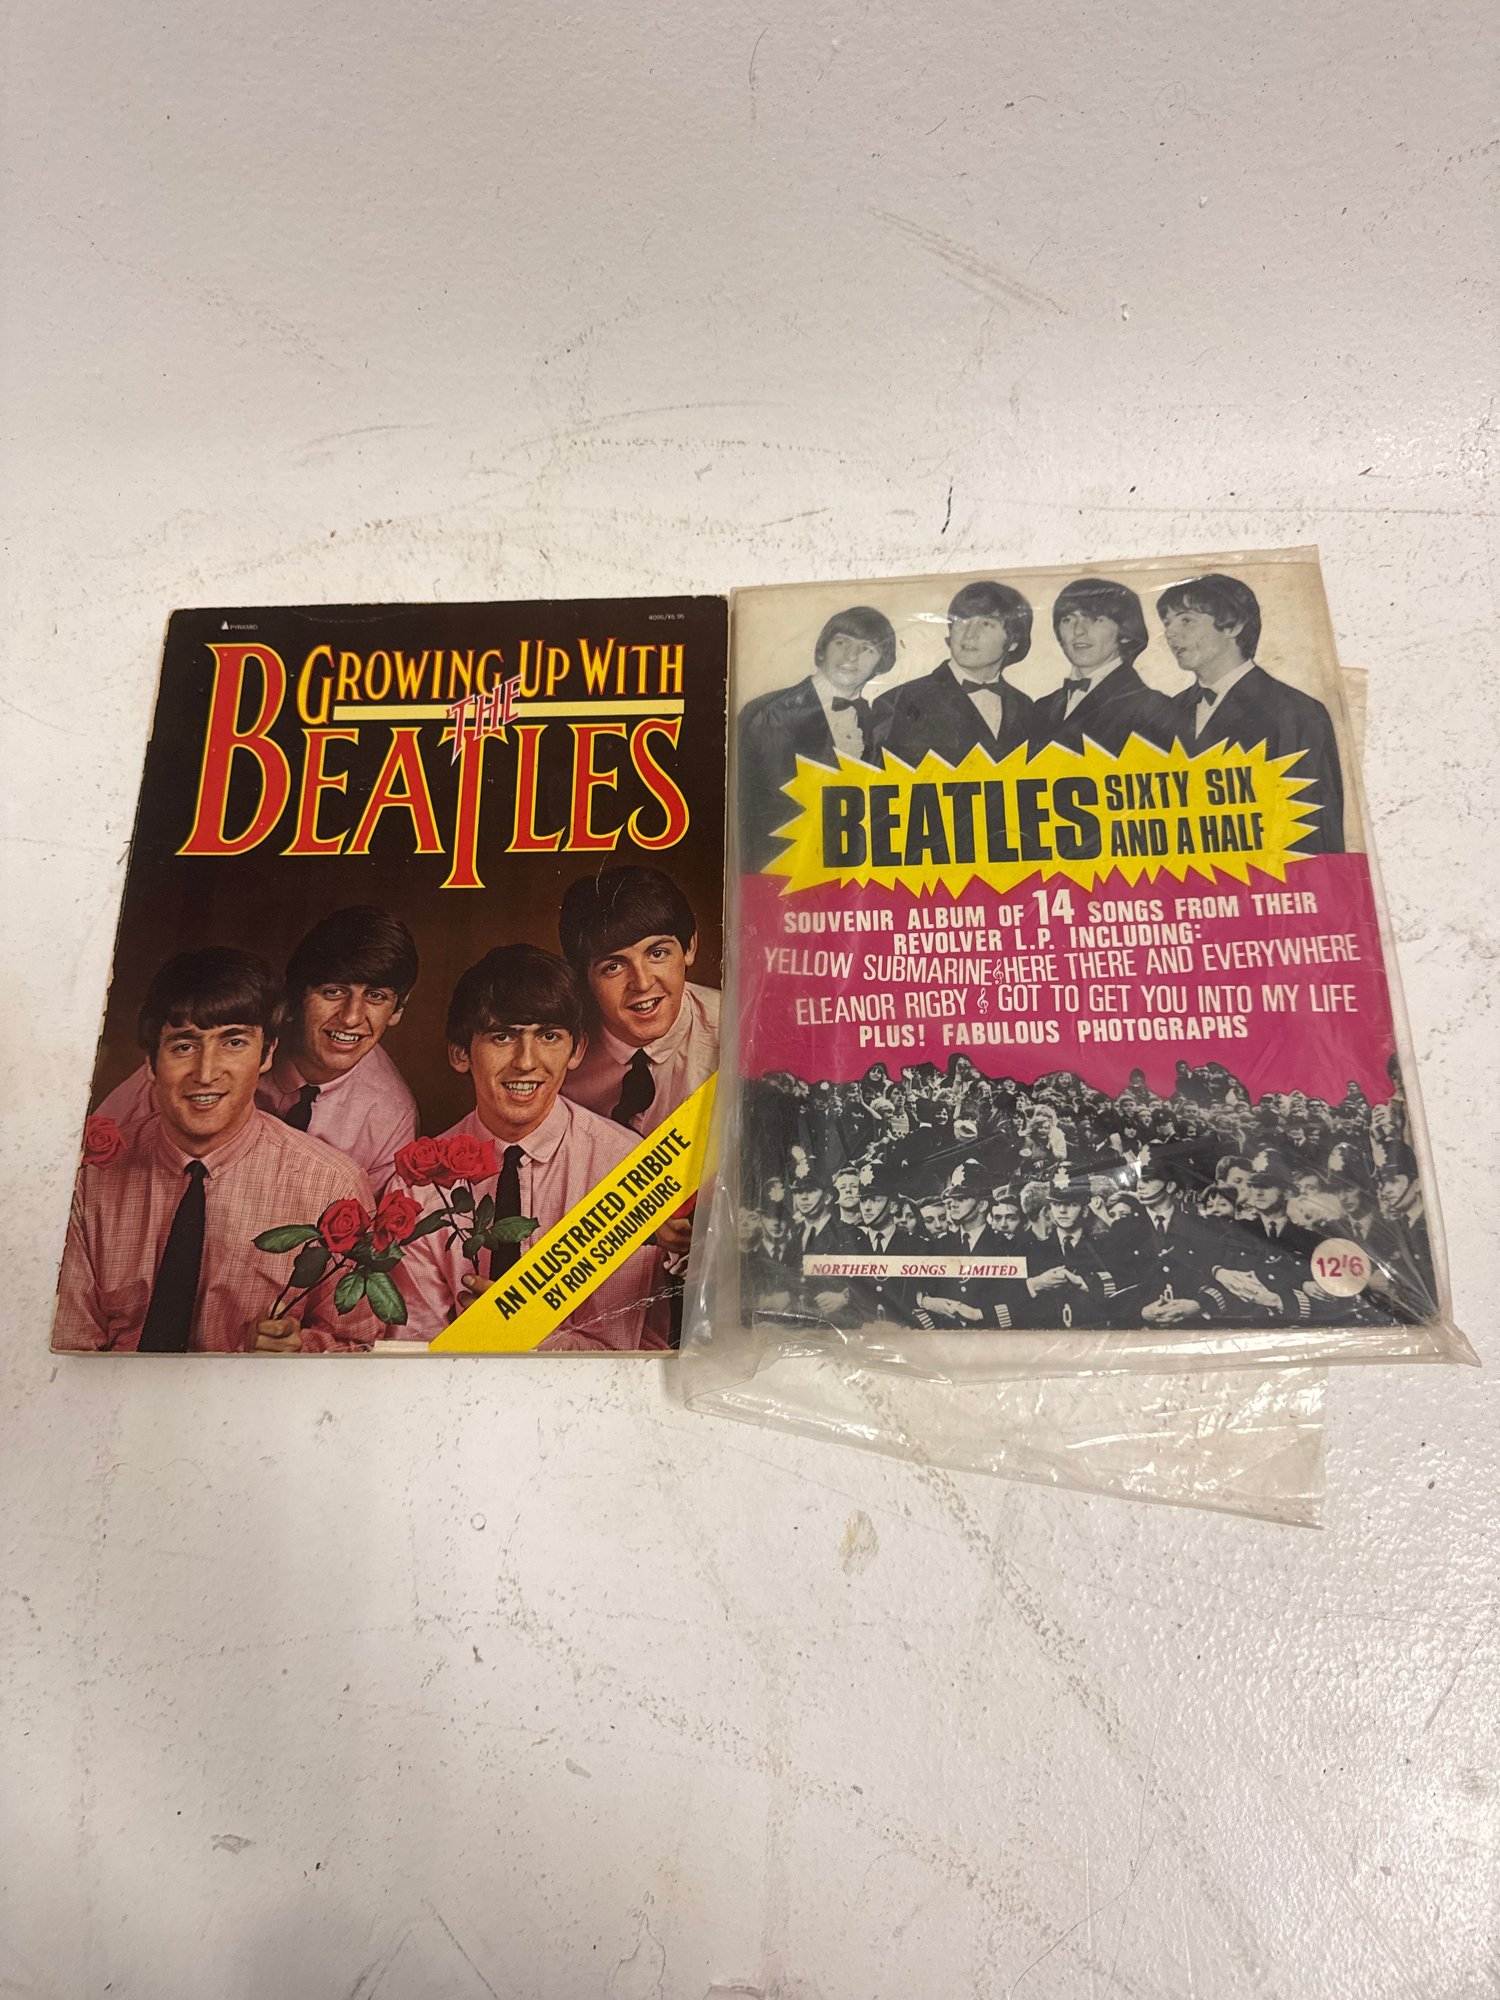 PYRAMID
4095/$5.95
GROWING UP WITH
THE
BEATLES
AN ILLUSTRATED TRIBUTE
BY RON SCHAUMBURG
BEATLES SIXTY SIX
AND A HALF
SOUVENIR ALBUM OF 14 SONGS FROM THEIR
REVOLVER L.P. INCLUDING:
YELLOW SUBMARINE HERE THERE AND EVERYWHERE
ELEANOR RIGBY GOT TO GET YOU INTO MY LIFE
PLUS! FABULOUS PHOTOGRAPHS
NORTHERN SONGS LIMITED
12/6